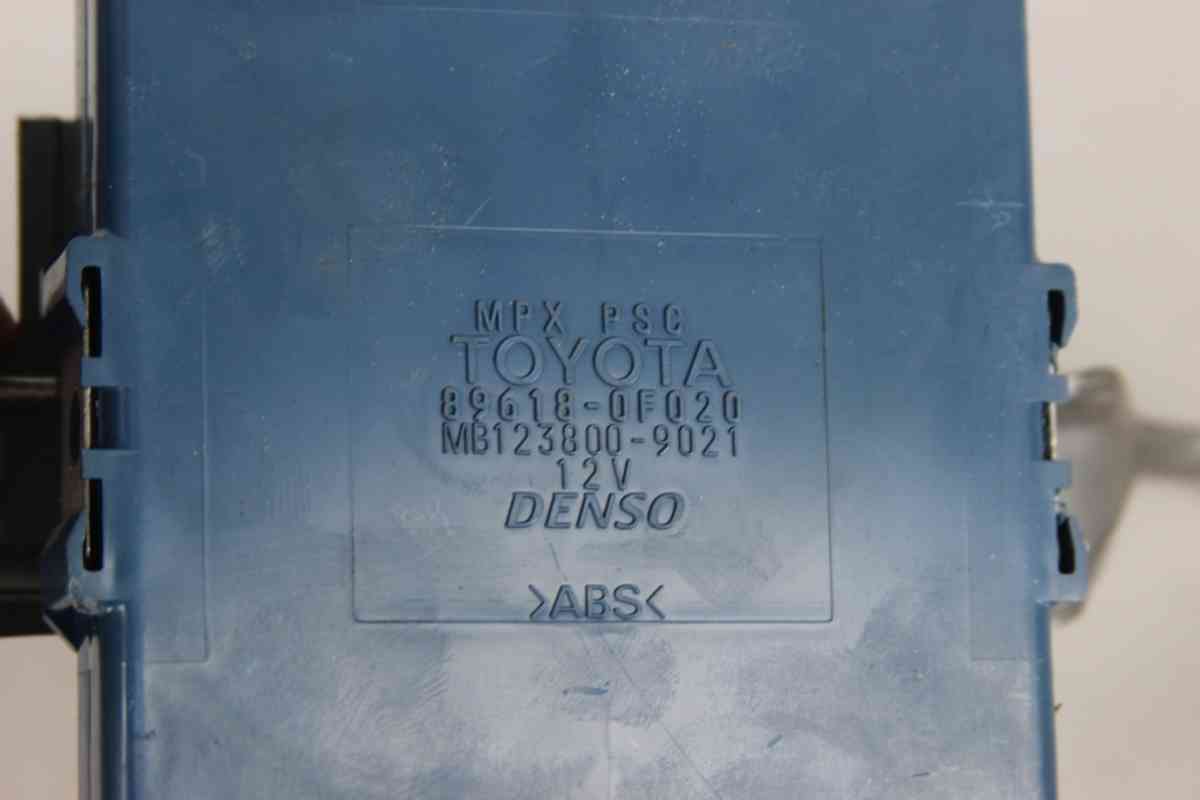 MPX PSC
TOYOTA
89618-0F020
MB123800-9021
12V
DENSO
>ABS<